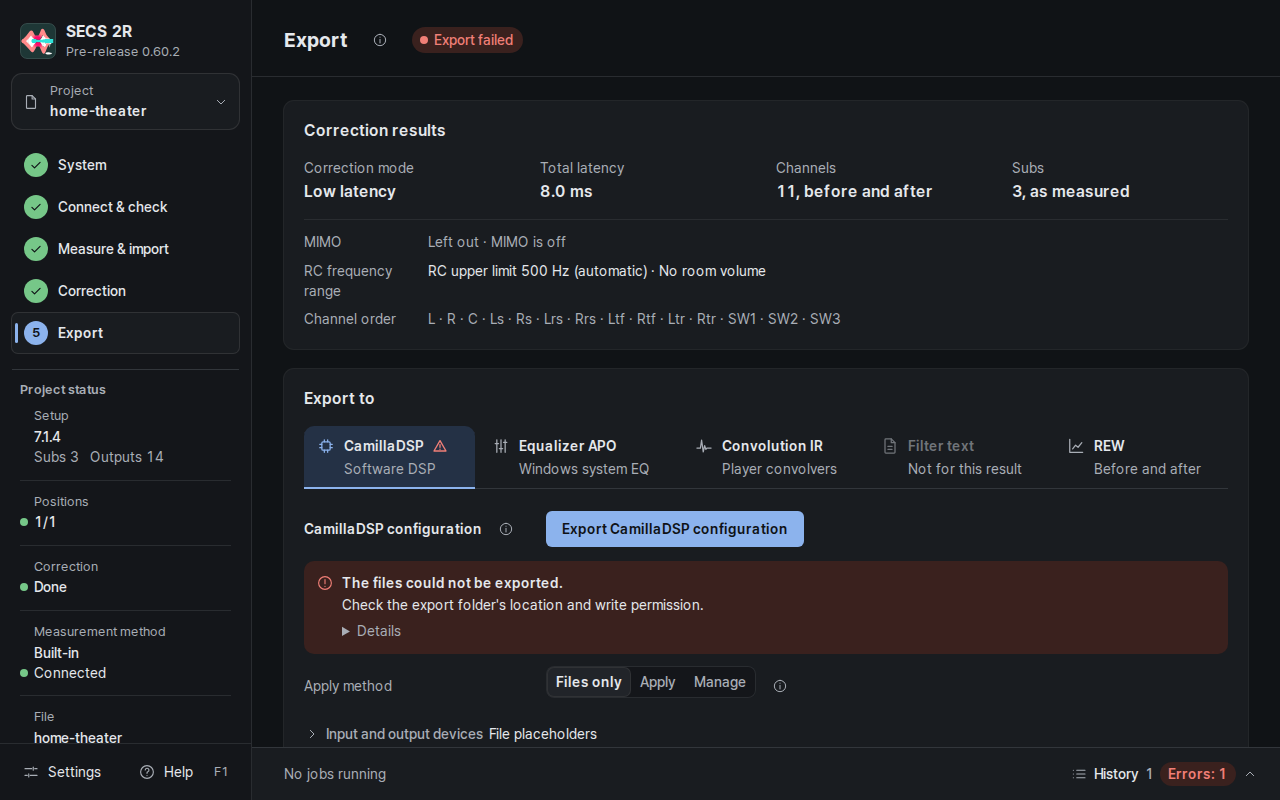 SECS 2R
Pre-release 0.60.2
Project
home-theater
System
Connect & check
Measure & import
Correction
5 Export
Project status
Setup
7.1.4
Subs 3 Outputs 14
Positions
1/1
Correction
Done
Measurement method
Built-in
Connected
File
home-theater
Settings
Help F1
Export
Export failed
Correction results
Correction mode
Low latency
Total latency
8.0 ms
Channels
11, before and after
Subs
3, as measured
MIMO
Left out · MIMO is off
RC frequency
range
RC upper limit 500 Hz (automatic) · No room volume
Channel order
L · R · C · Ls · Rs · Lrs · Rrs · Ltf · Rtf · Ltr · Rtr · SW1 · SW2 · SW3
Export to
CamillaDSP
Software DSP
Equalizer APO
Windows system EQ
Convolution IR
Player convolvers
Filter text
Not for this result
REW
Before and after
CamillaDSP configuration
Export CamillaDSP configuration
The files could not be exported.
Check the export folder's location and write permission.
Details
Apply method
Files only Apply Manage
Input and output devices File placeholders
No jobs running
History 1 Errors: 1